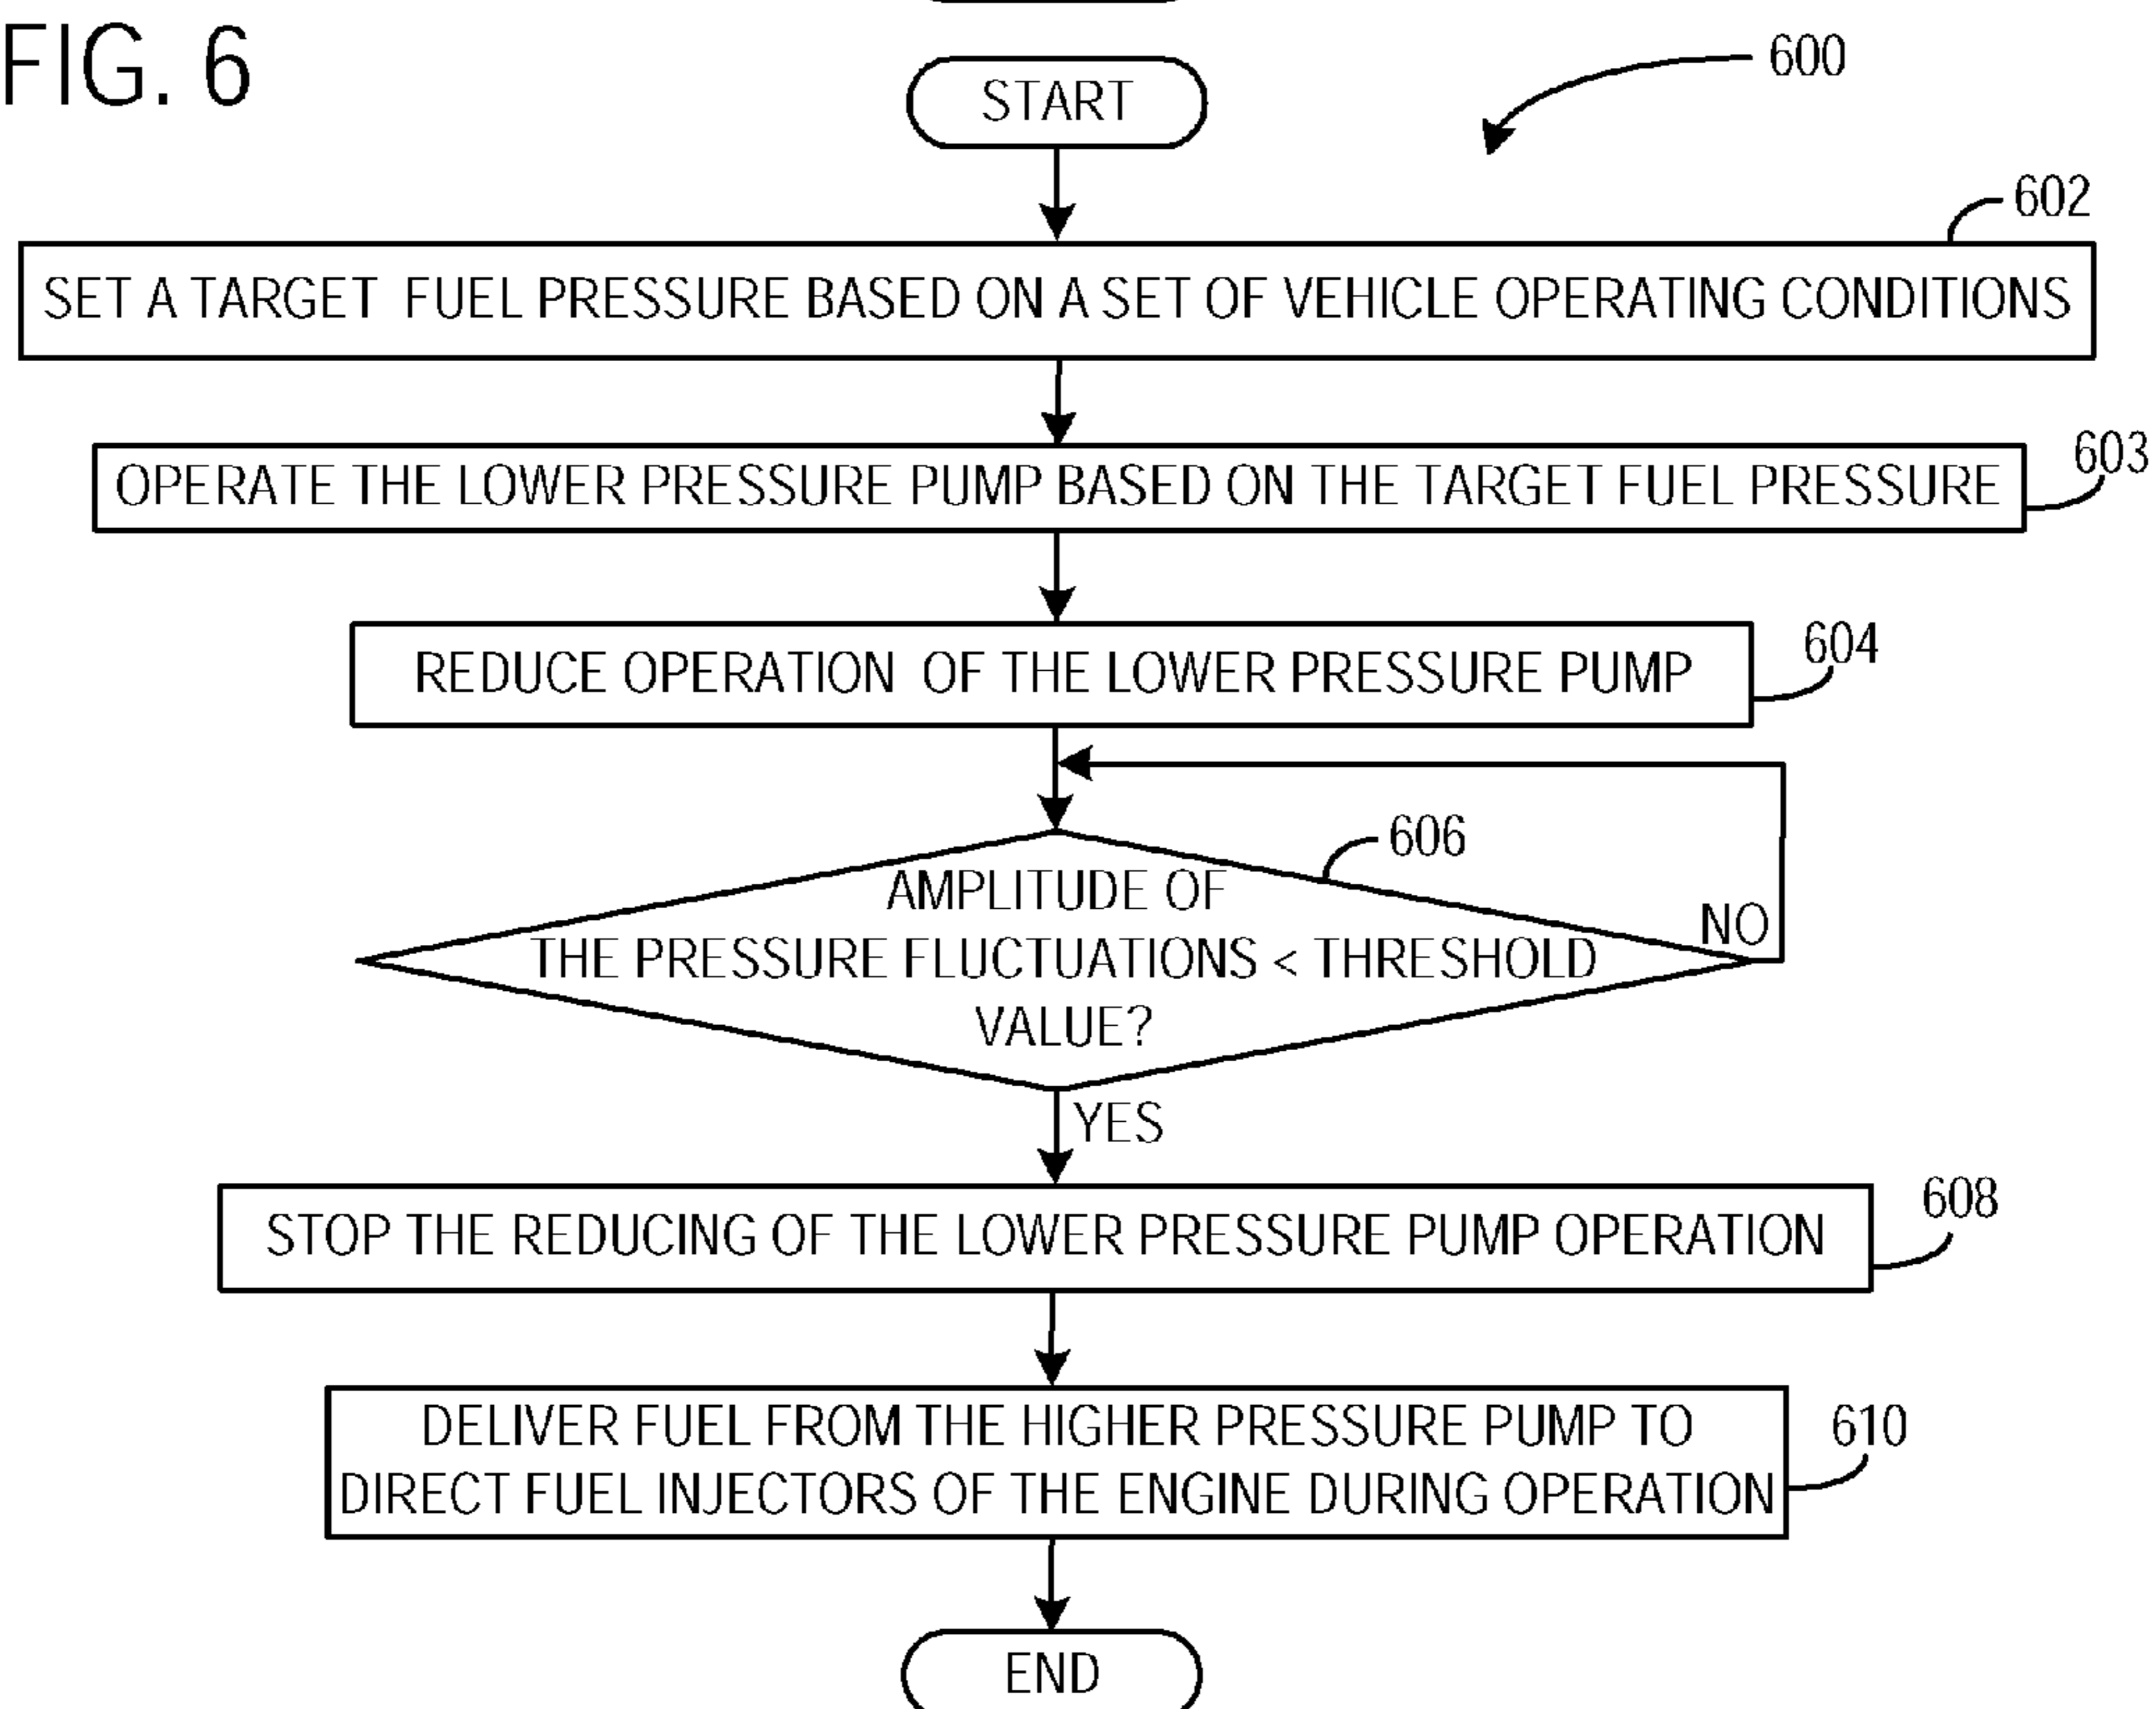 FIG. 6
START
600
602
SET A TARGET FUEL PRESSURE BASED ON A SET OF VEHICLE OPERATING CONDITIONS
603
OPERATE THE LOWER PRESSURE PUMP BASED ON THE TARGET FUEL PRESSURE
604
REDUCE OPERATION OF THE LOWER PRESSURE PUMP
606
AMPLITUDE OF
THE PRESSURE FLUCTUATIONS < THRESHOLD
VALUE?
NO
YES
608
STOP THE REDUCING OF THE LOWER PRESSURE PUMP OPERATION
610
DELIVER FUEL FROM THE HIGHER PRESSURE PUMP TO
DIRECT FUEL INJECTORS OF THE ENGINE DURING OPERATION
END